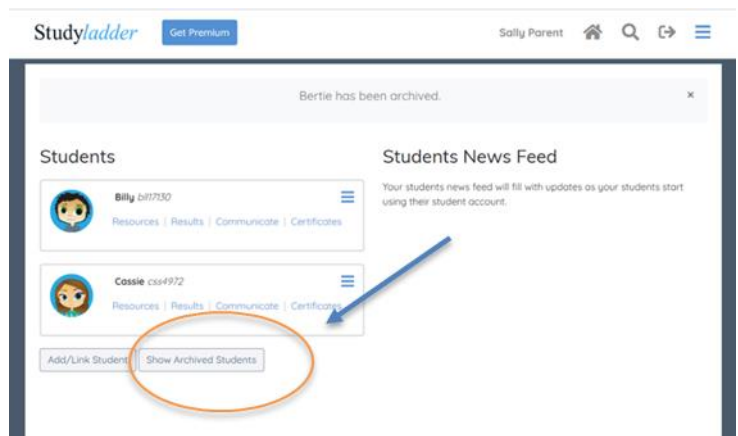 Studyladder
Get Premium
Sally Parent
Bertie has been archived.
×
Students
Billy bill7130
Resources | Results | Communicate | Certificates
Cassie css4972
Resources | Results | Communicate | Certificates
Add/Link Student
Show Archived Students
Students News Feed
Your students news feed will fill with updates as your students start
using their student account.